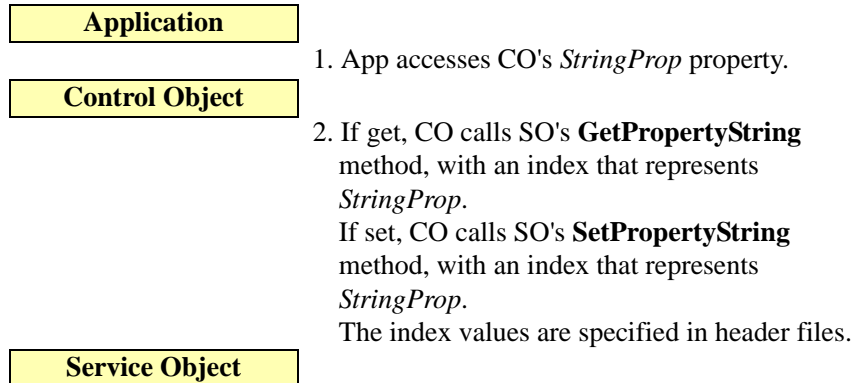 Application
1. App accesses CO's StringProp property.
Control Object
2. If get, CO calls SO's GetPropertyString
method, with an index that represents
StringProp.
If set, CO calls SO's SetPropertyString
method, with an index that represents
StringProp.
The index values are specified in header files.
Service Object